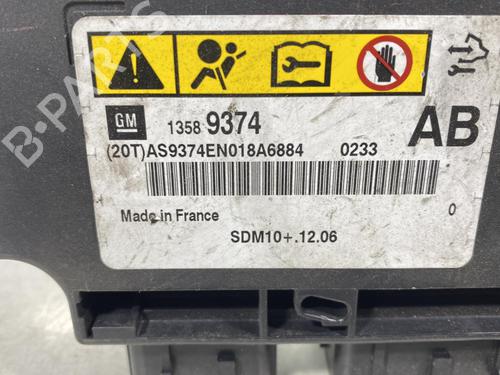 GM 1358 9374 AB
(20T)AS9374EN018A6884 0233
Made in France 0
SDM10+.12.06
B-PARTS